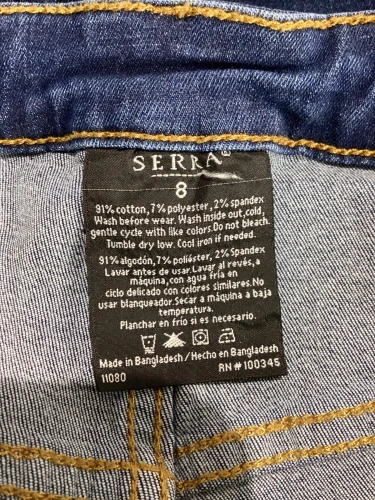 SERRA®
8
91% cotton, 7% polyester, 2% spandex
Wash before wear. Wash inside out, cold,
gentle cycle with like colors. Do not bleach.
Tumble dry low. Cool iron if needed.
91% algodón, 7% poliéster, 2% Spandex
Lavar antes de usar. Lavar al revés, a
máquina, con agua fría en
ciclo delicado con colores similares. No
usar blanqueador. Secar a máquina a baja
temperatura.
Planchar en frío si es necesario.
Made in Bangladesh / Hecho en Bangladesh
11080 RN#100345